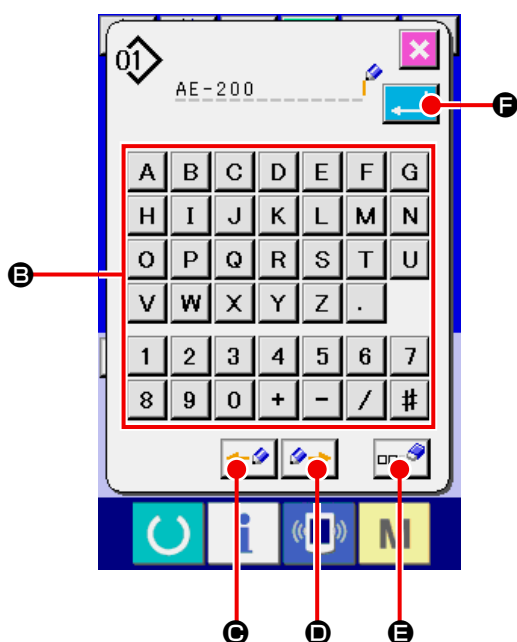 01
AE-200
F
A B C D E F G
H I J K L M N
O P Q R S T U
B
V W X Y Z .
1 2 3 4 5 6 7
8 9 0 + - / #
i M
C D E